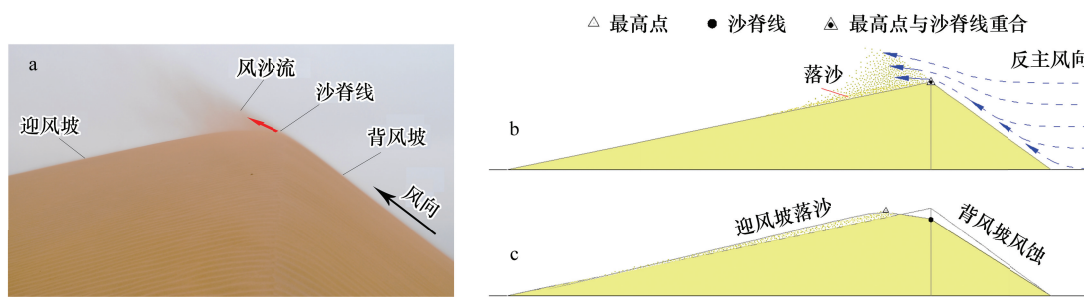 a
风沙流
沙脊线
迎风坡
背风坡
风向
△ 最高点 ● 沙脊线 最高点与沙脊线重合
反主风向
落沙
b
迎风坡落沙
背风坡风蚀
c